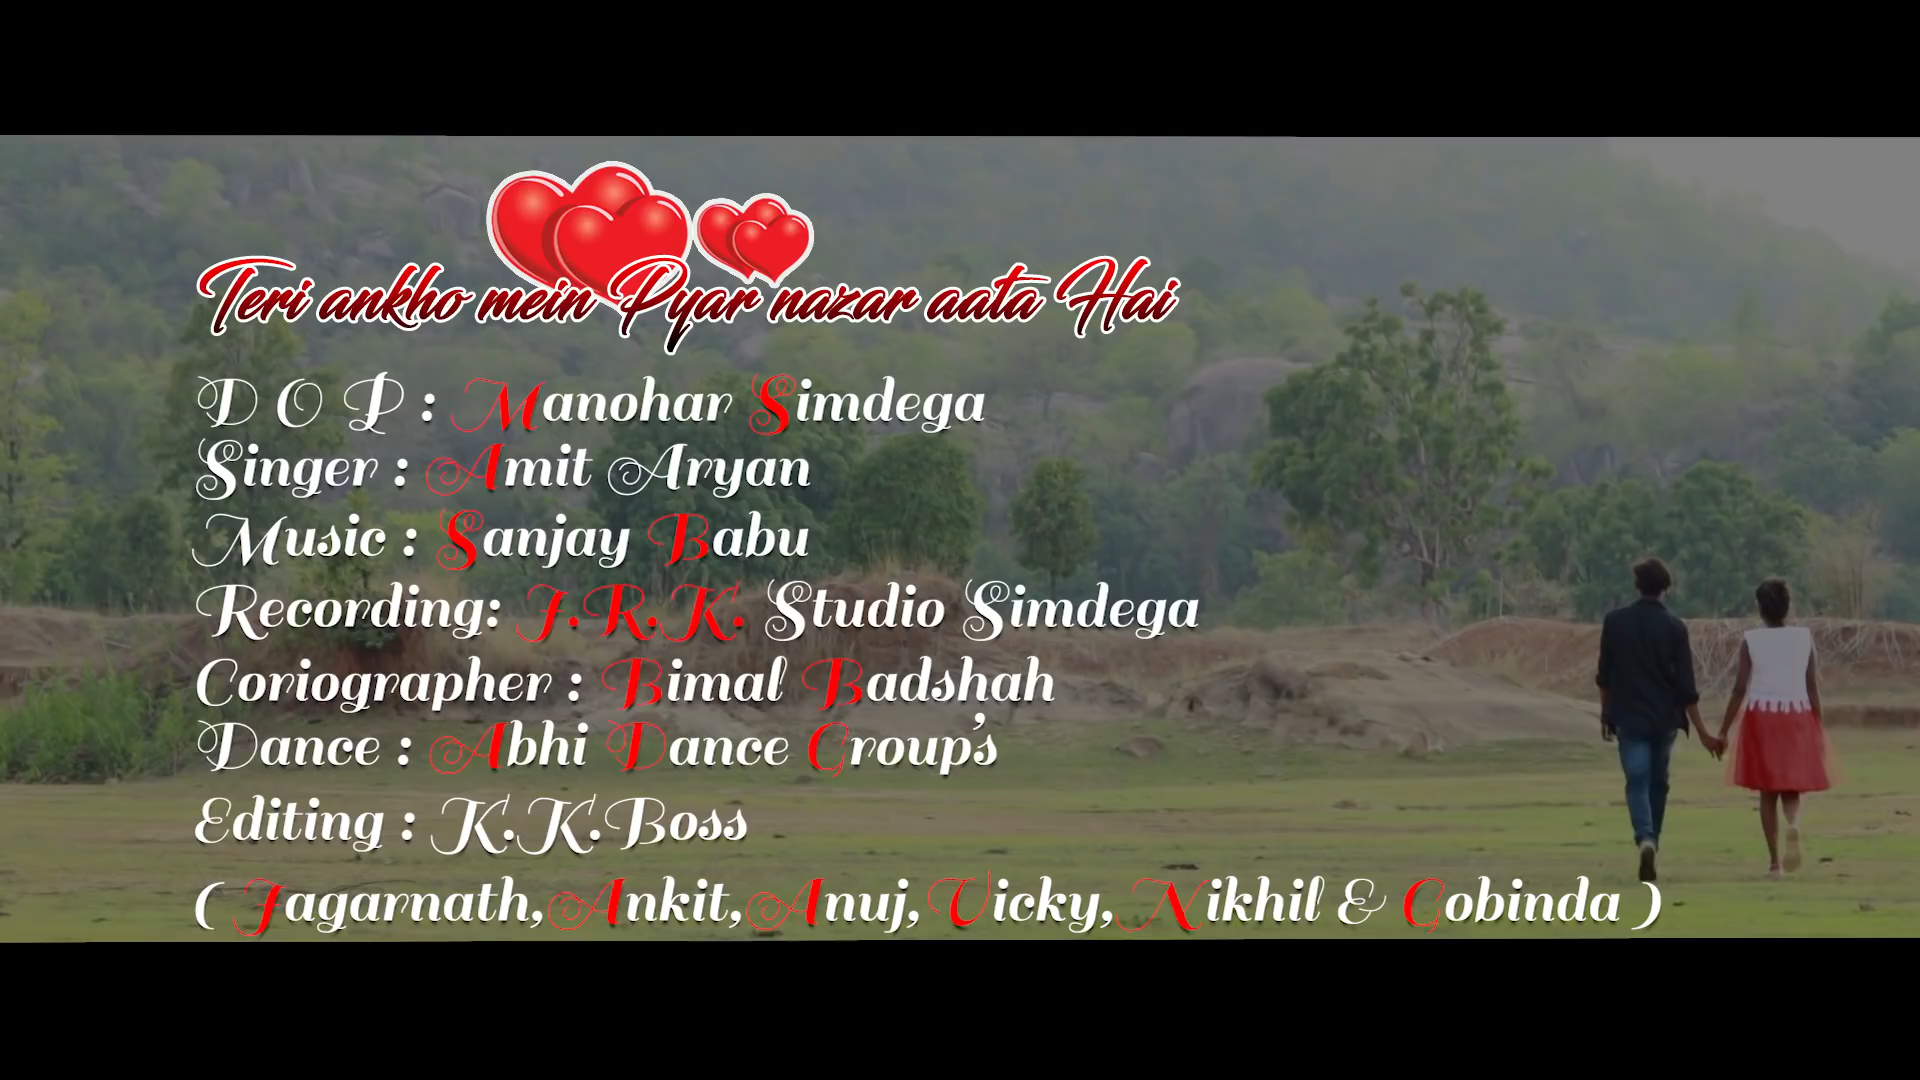 Teri ankho mein Pyar nazar aata Hai
D O P : Manohar Simdega
Singer : Amit Aryan
Music : Sanjay Babu
Recording: J.R.K. Studio Simdega
Coriographer : Bimal Badshah
Dance : Abhi Dance Group's
Editing : K.K.Boss
( Jagarnath,Ankit,Anuj,Vicky,Nikhil & Gobinda )